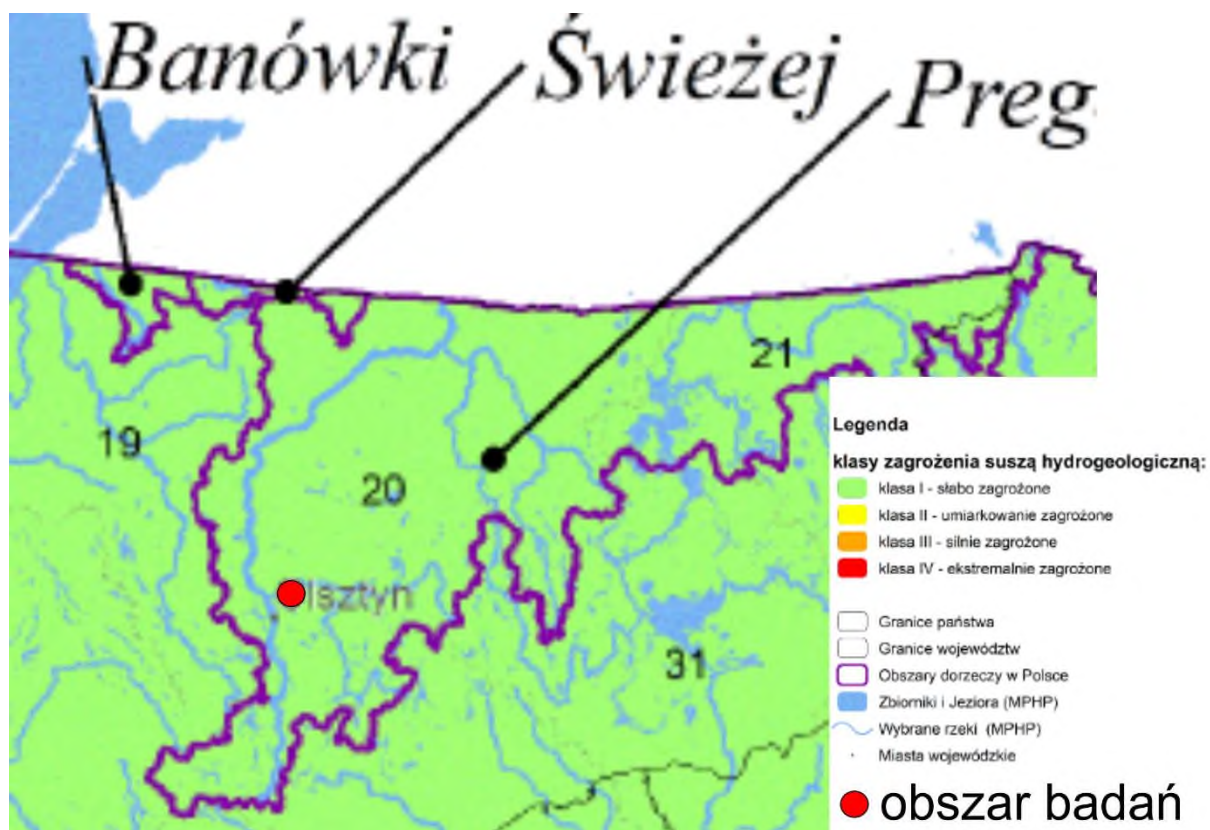 Banówki
Świeżej
Preg
21
19
20
lsztyn
31
Legenda
klasy zagrożenia suszą hydrogeologiczną:
klasa I - słabo zagrożone
klasa II - umiarkowanie zagrożone
klasa III - silnie zagrożone
klasa IV - ekstremalnie zagrożone
Granice państwa
Granice województw
Obszary dorzeczy w Polsce
Zbiorniki i Jeziora (MPHP)
Wybrane rzeki (MPHP)
Miasta wojewódzkie
obszar badań